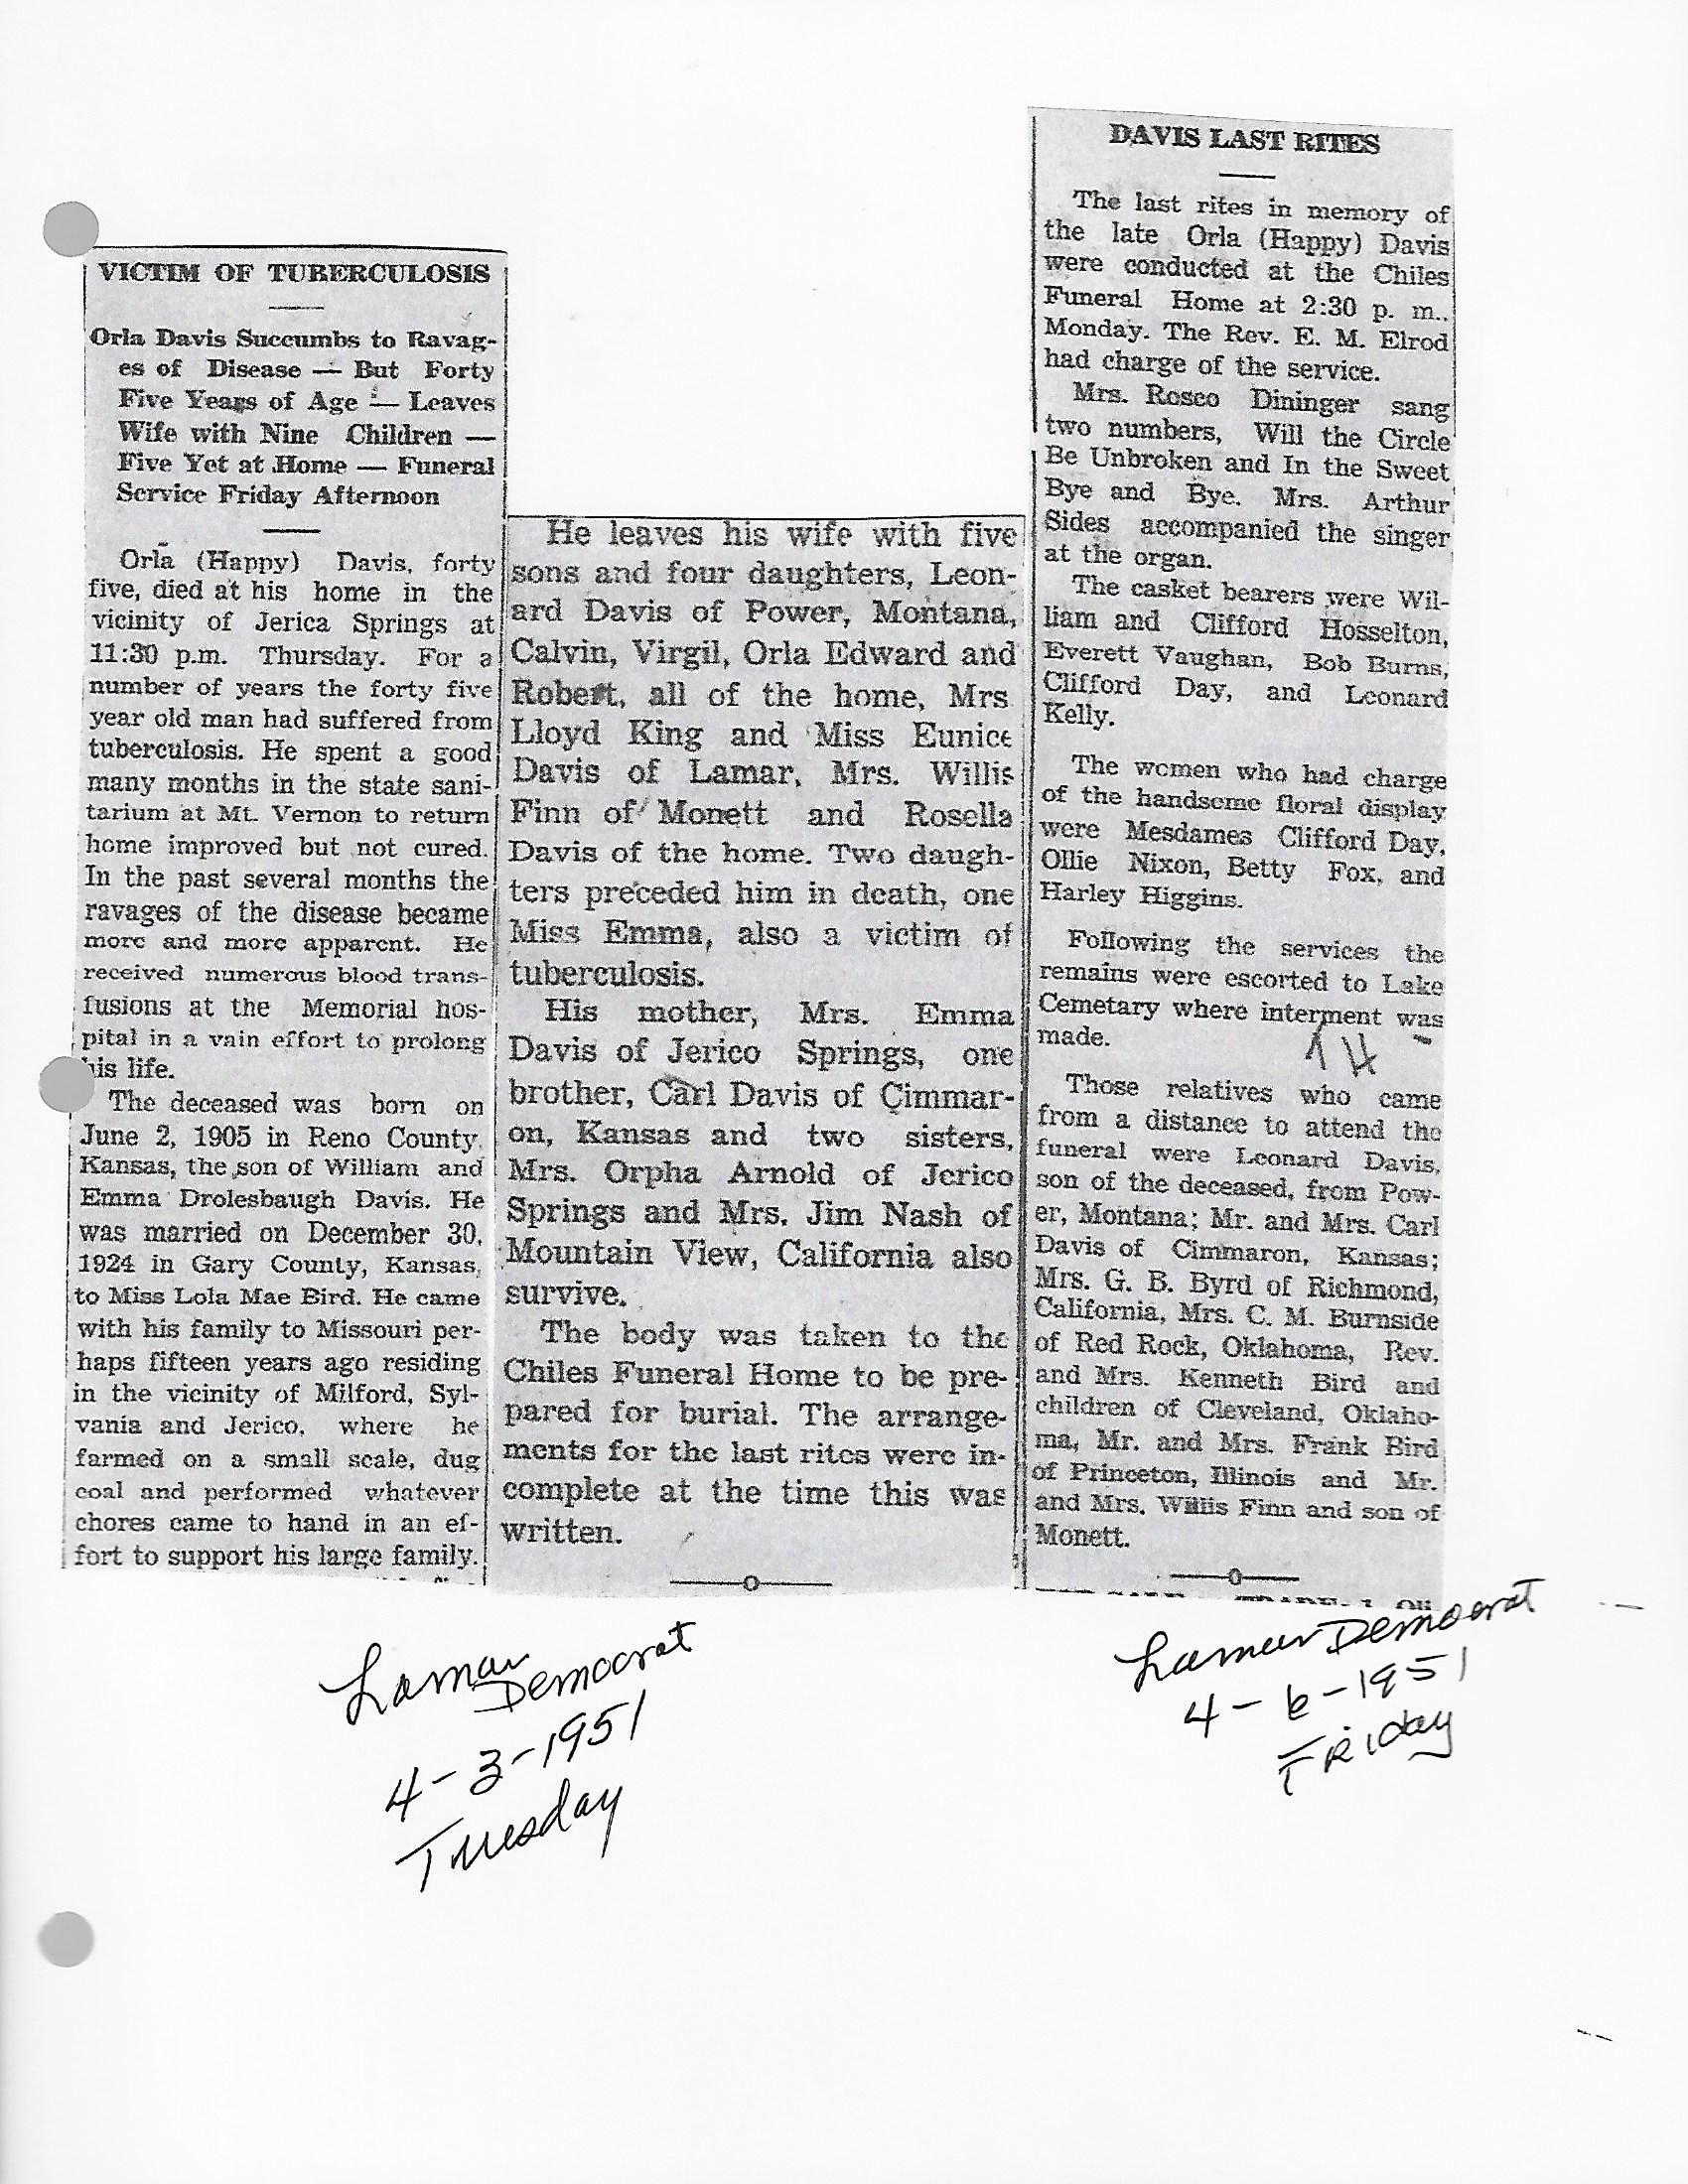 VICTIM OF TUBERCULOSIS
Orla Davis Succumbs to Ravag-
es of Disease — But Forty
Five Years of Age — Leaves
Wife with Nine Children —
Five Yet at Home — Funeral
Service Friday Afternoon
Orla (Happy) Davis, forty
five, died at his home in the
vicinity of Jerica Springs at
11:30 p.m. Thursday. For a
number of years the forty five
year old man had suffered from
tuberculosis. He spent a good
many months in the state sani-
tarium at Mt. Vernon to return
home improved but not cured.
In the past several months the
ravages of the disease became
more and more apparent. He
received numerous blood trans-
fusions at the Memorial hos-
pital in a vain effort to prolong
his life.
The deceased was born on
June 2, 1905 in Reno County,
Kansas, the son of William and
Emma Drolesbaugh Davis. He
was married on December 30,
1924 in Gary County, Kansas,
to Miss Lola Mae Bird. He came
with his family to Missouri per-
haps fifteen years ago residing
in the vicinity of Milford, Syl-
vania and Jerico, where he
farmed on a small scale, dug
coal and performed whatever
chores came to hand in an ef-
fort to support his large family.
He leaves his wife with five
sons and four daughters, Leon-
ard Davis of Power, Montana,
Calvin, Virgil, Orla Edward and
Robert, all of the home, Mrs
Lloyd King and Miss Eunice
Davis of Lamar, Mrs. Willis
Finn of Monett and Rosella
Davis of the home. Two daugh-
ters preceded him in death, one
Miss Emma, also a victim of
tuberculosis.
His mother, Mrs. Emma
Davis of Jerico Springs, one
brother, Carl Davis of Cimmar-
on, Kansas and two sisters,
Mrs. Orpha Arnold of Jerico
Springs and Mrs. Jim Nash of
Mountain View, California also
survive.
The body was taken to the
Chiles Funeral Home to be pre-
pared for burial. The arrange-
ments for the last rites were in-
complete at the time this was
written.
Lamar
Democrat
4-3-1951
Tuesday
DAVIS LAST RITES
The last rites in memory of
the late Orla (Happy) Davis
were conducted at the Chiles
Funeral Home at 2:30 p. m.,
Monday. The Rev. E. M. Elrod
had charge of the service.
Mrs. Rosco Dininger sang
two numbers, Will the Circle
Be Unbroken and In the Sweet
Bye and Bye. Mrs. Arthur
Sides accompanied the singer
at the organ.
The casket bearers were Wil-
liam and Clifford Hosselton,
Everett Vaughan, Bob Burns,
Clifford Day, and Leonard
Kelly.
The women who had charge
of the handsome floral display
were Mesdames Clifford Day,
Ollie Nixon, Betty Fox, and
Harley Higgins.
Following the services the
remains were escorted to Lake
Cemetary where interment was
made.
Those relatives who came
from a distance to attend the
funeral were Leonard Davis,
son of the deceased, from Pow-
er, Montana; Mr. and Mrs. Carl
Davis of Cimmaron, Kansas;
Mrs. G. B. Byrd of Richmond,
California, Mrs. C. M. Burnside
of Red Rock, Oklahoma, Rev.
and Mrs. Kenneth Bird and
children of Cleveland, Oklaho-
ma, Mr. and Mrs. Frank Bird
of Princeton, Illinois and Mr.
and Mrs. Willis Finn and son of
Monett.
Lamar Democrat
4-6-1951
Friday